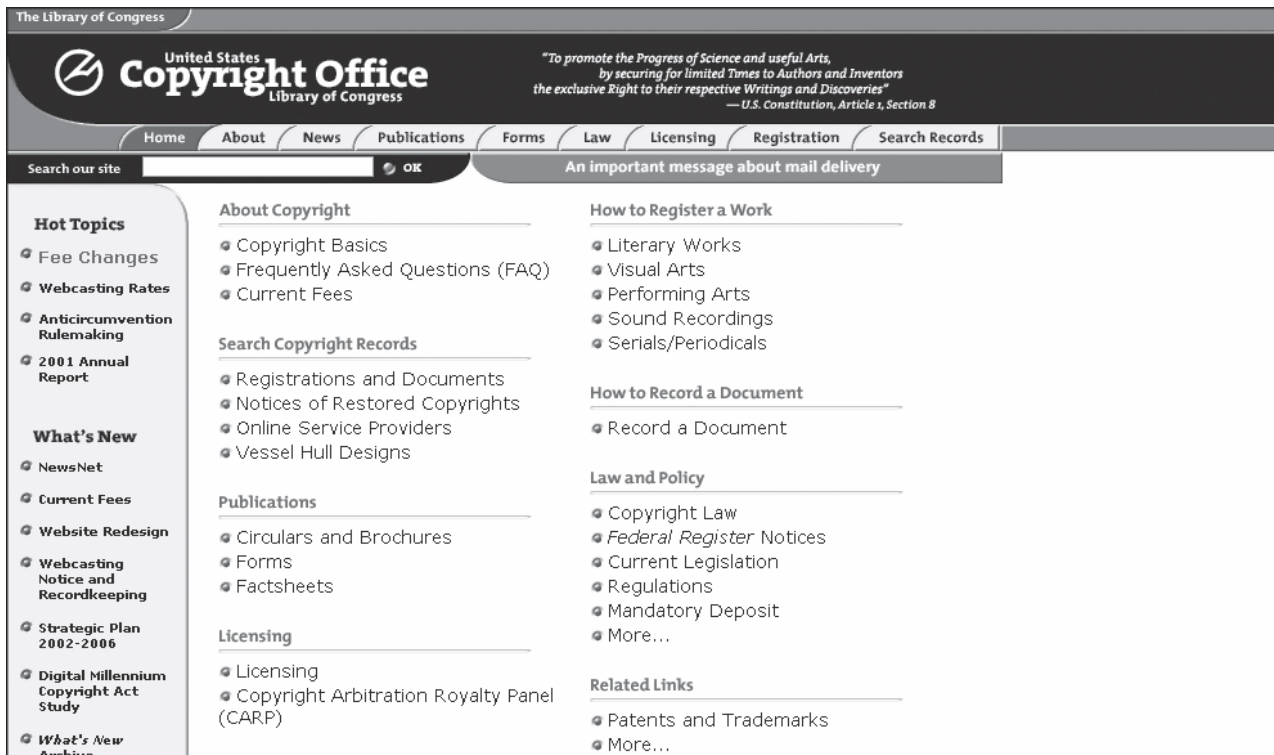 The Library of Congress
United States
Copyright Office
Library of Congress
"To promote the Progress of Science and useful Arts,
by securing for limited Times to Authors and Inventors
the exclusive Right to their respective Writings and Discoveries"
— U.S. Constitution, Article 1, Section 8
Home About News Publications Forms Law Licensing Registration Search Records
Search our site OK An important message about mail delivery
Hot Topics
Fee Changes
Webcasting Rates
Anticircumvention
Rulemaking
2001 Annual
Report
What's New
NewsNet
Current Fees
Website Redesign
Webcasting
Notice and
Recordkeeping
Strategic Plan
2002-2006
Digital Millennium
Copyright Act
Study
What's New
Archive
About Copyright
Copyright Basics
Frequently Asked Questions (FAQ)
Current Fees
Search Copyright Records
Registrations and Documents
Notices of Restored Copyrights
Online Service Providers
Vessel Hull Designs
Publications
Circulars and Brochures
Forms
Factsheets
Licensing
Licensing
Copyright Arbitration Royalty Panel
(CARP)
How to Register a Work
Literary Works
Visual Arts
Performing Arts
Sound Recordings
Serials/Periodicals
How to Record a Document
Record a Document
Law and Policy
Copyright Law
Federal Register Notices
Current Legislation
Regulations
Mandatory Deposit
More...
Related Links
Patents and Trademarks
More...